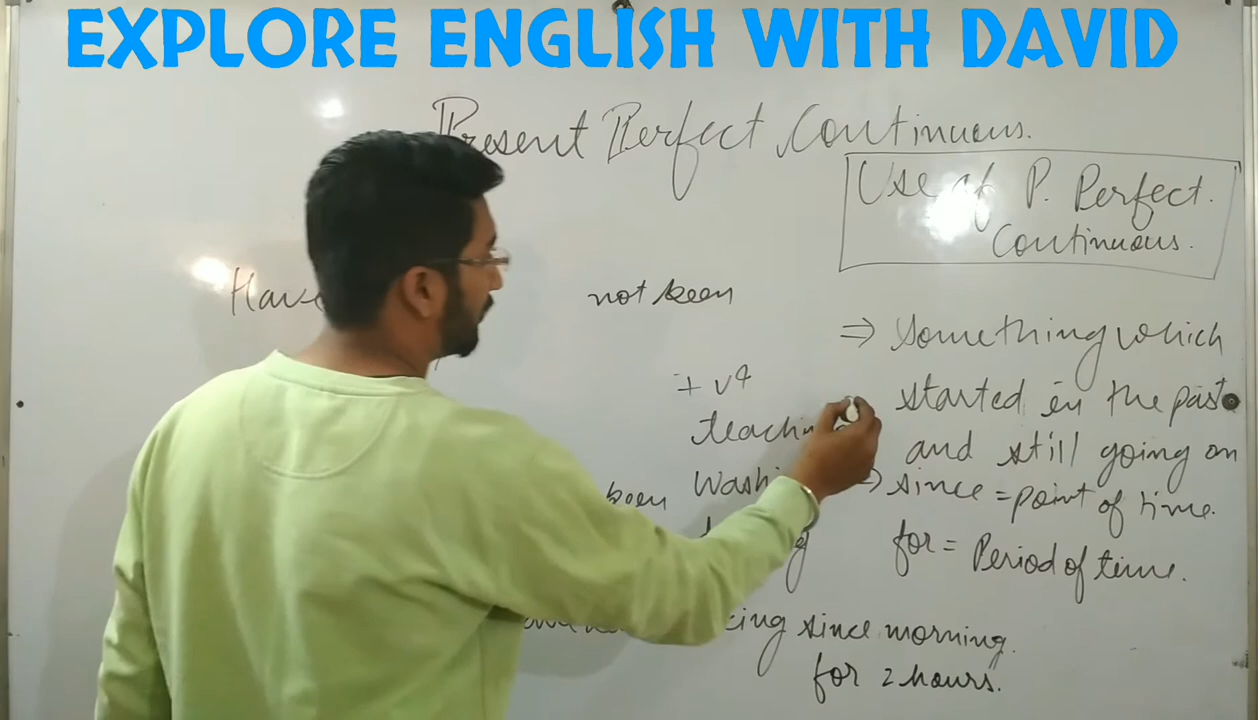 EXPLORE ENGLISH WITH DAVID
Present Perfect Continuous.
Use of P. Perfect.
Continuous.
Have
not been
⇒ Something which
+ v4
started in the past
teaching
and still going on
been
⇒ since = point of time.
for = Period of time.
since morning.
for 2 hours.